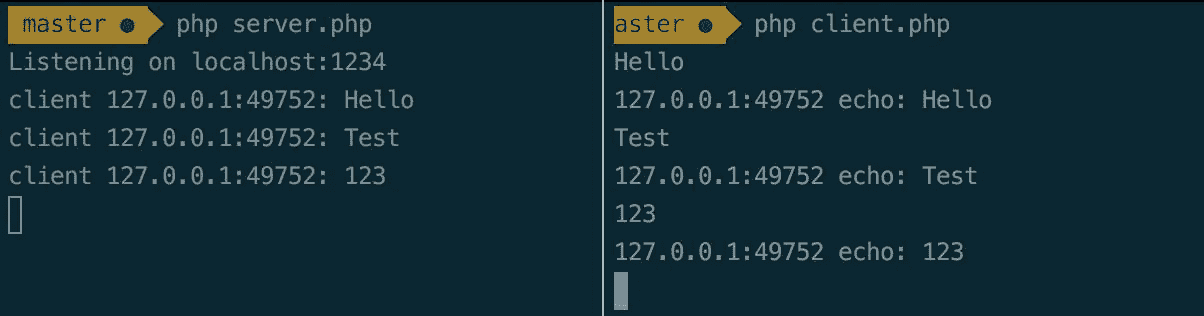 master ● php server.php
Listening on localhost:1234
client 127.0.0.1:49752: Hello
client 127.0.0.1:49752: Test
client 127.0.0.1:49752: 123
aster ● php client.php
Hello
127.0.0.1:49752 echo: Hello
Test
127.0.0.1:49752 echo: Test
123
127.0.0.1:49752 echo: 123